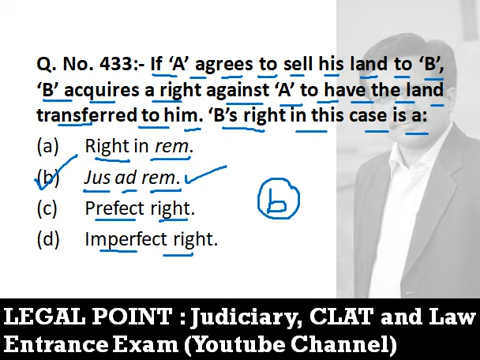 Q. No. 433:- If ‘A’ agrees to sell his land to ‘B’,
‘B’ acquires a right against ‘A’ to have the land
transferred to him. ‘B’s right in this case is a:
(a) Right in rem.
(b) Jus ad rem.
(c) Prefect right.
b
(d) Imperfect right.
LEGAL POINT : Judiciary, CLAT and Law
Entrance Exam (Youtube Channel)